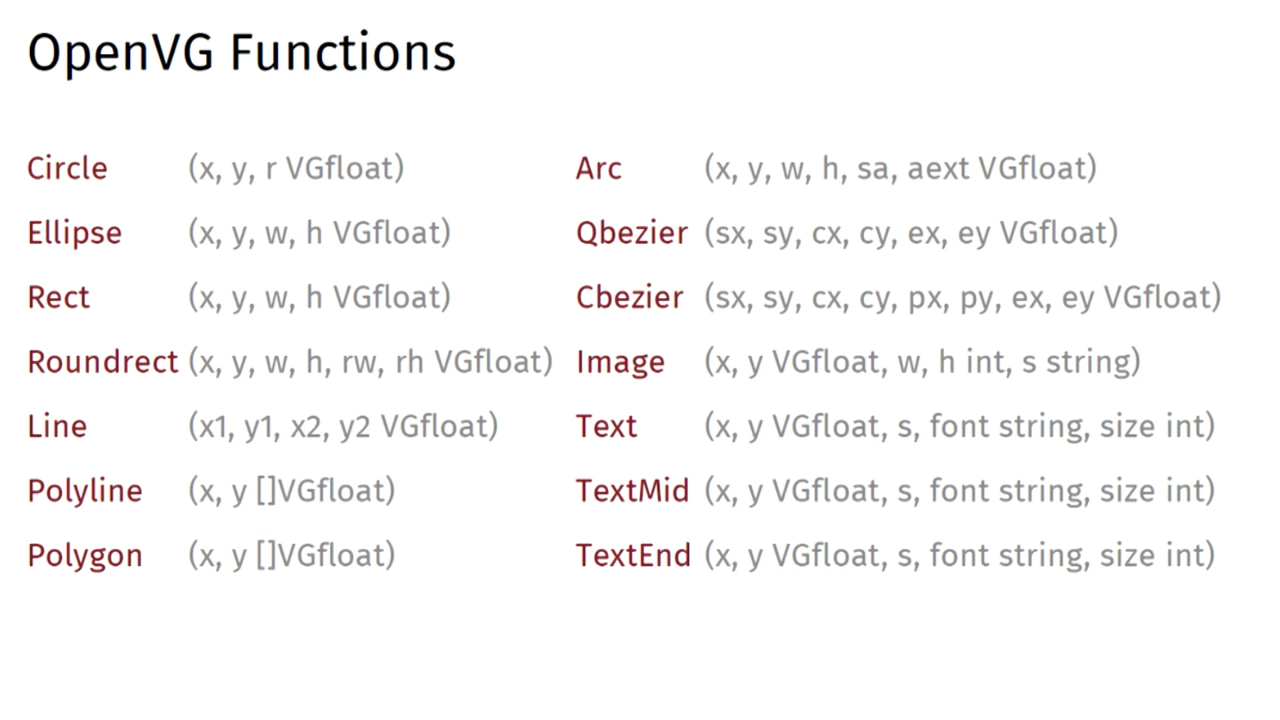 OpenVG Functions
Circle (x, y, r VGfloat)
Ellipse (x, y, w, h VGfloat)
Rect (x, y, w, h VGfloat)
Roundrect (x, y, w, h, rw, rh VGfloat)
Line (x1, y1, x2, y2 VGfloat)
Polyline (x, y []VGfloat)
Polygon (x, y []VGfloat)
Arc (x, y, w, h, sa, aext VGfloat)
Qbezier (sx, sy, cx, cy, ex, ey VGfloat)
Cbezier (sx, sy, cx, cy, px, py, ex, ey VGfloat)
Image (x, y VGfloat, w, h int, s string)
Text (x, y VGfloat, s, font string, size int)
TextMid (x, y VGfloat, s, font string, size int)
TextEnd (x, y VGfloat, s, font string, size int)